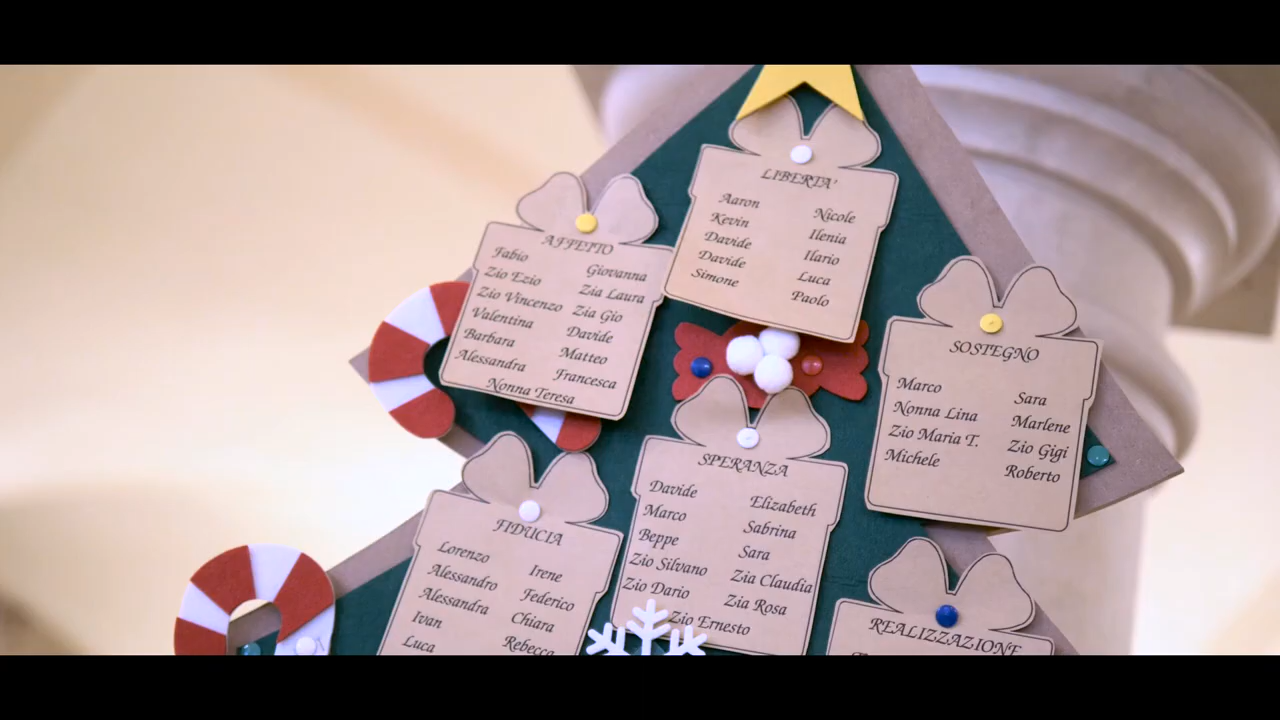 LIBERTA'
Aaron Nicole
Kevin Ilenia
Davide Ilario
Davide Luca
Simone Paolo
AFFETTO
Fabio Giovanna
Zio Ezio Zia Laura
Zio Vincenzo Zia Gio
Valentina Davide
Barbara Matteo
Alessandra Francesca
Nonna Teresa
SOSTEGNO
Marco Sara
Nonna Lina Marlene
Zio Maria T. Zio Gigi
Michele Roberto
SPERANZA
Davide Elizabeth
Marco Sabrina
Beppe Sara
Zio Silvano Zia Claudia
Zio Dario Zia Rosa
Zio Ernesto
FIDUCIA
Lorenzo Irene
Alessandro Federico
Alessandra Chiara
Ivan Rebecca
Luca
REALIZZAZIONE